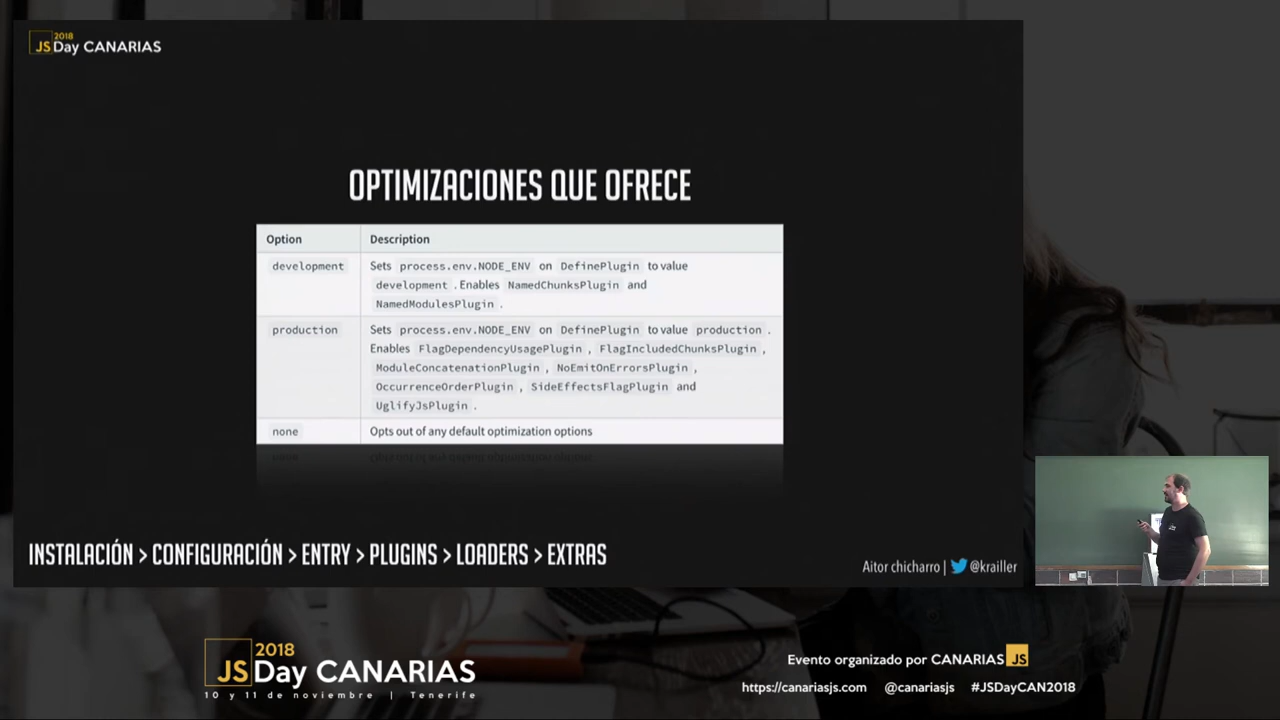 2018
JS Day CANARIAS
OPTIMIZACIONES QUE OFRECE
Option Description
development Sets process.env.NODE_ENV on DefinePlugin to value
development . Enables NamedChunksPlugin and
NamedModulesPlugin .
production Sets process.env.NODE_ENV on DefinePlugin to value production .
Enables FlagDependencyUsagePlugin , FlagIncludedChunksPlugin ,
ModuleConcatenationPlugin , NoEmitOnErrorsPlugin ,
OccurrenceOrderPlugin , SideEffectsFlagPlugin and
UglifyJsPlugin .
none Opts out of any default optimization options
INSTALACIÓN > CONFIGURACIÓN > ENTRY > PLUGINS > LOADERS > EXTRAS
Aitor chicharro | @krailler
2018
JS Day CANARIAS
10 y 11 de noviembre | Tenerife
Evento organizado por CANARIAS JS
https://canariasjs.com @canariasjs #JSDayCAN2018